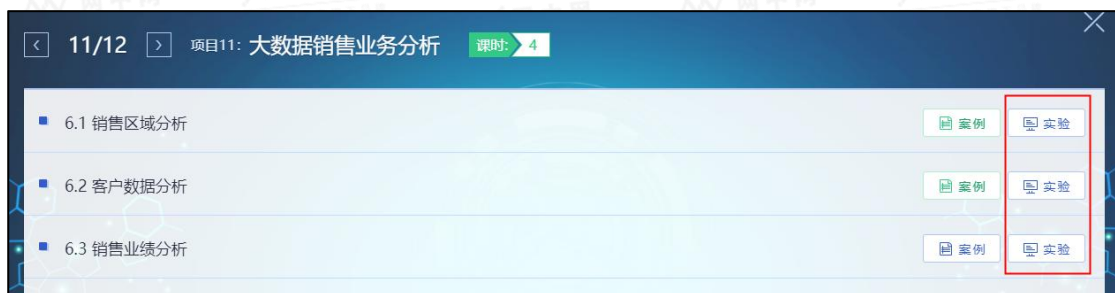 < 11/12 > 项目11: 大数据销售业务分析 课时: 4
6.1 销售区域分析 案例 实验
6.2 客户数据分析 案例 实验
6.3 销售业绩分析 案例 实验